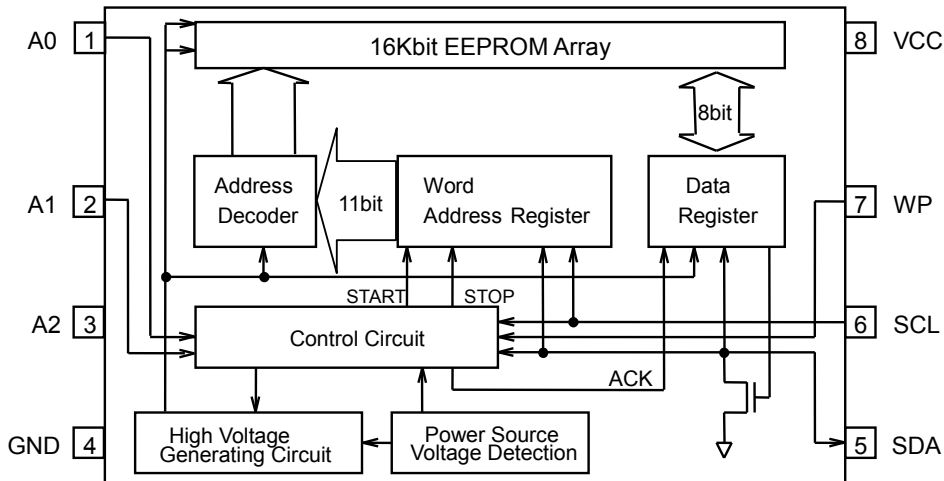 A0 1
16Kbit EEPROM Array
8 VCC
8bit
A1 2
Address
Decoder
11bit
Word
Address Register
Data
Register
7 WP
START
STOP
A2 3
Control Circuit
6 SCL
ACK
GND 4
High Voltage
Generating Circuit
Power Source
Voltage Detection
5 SDA